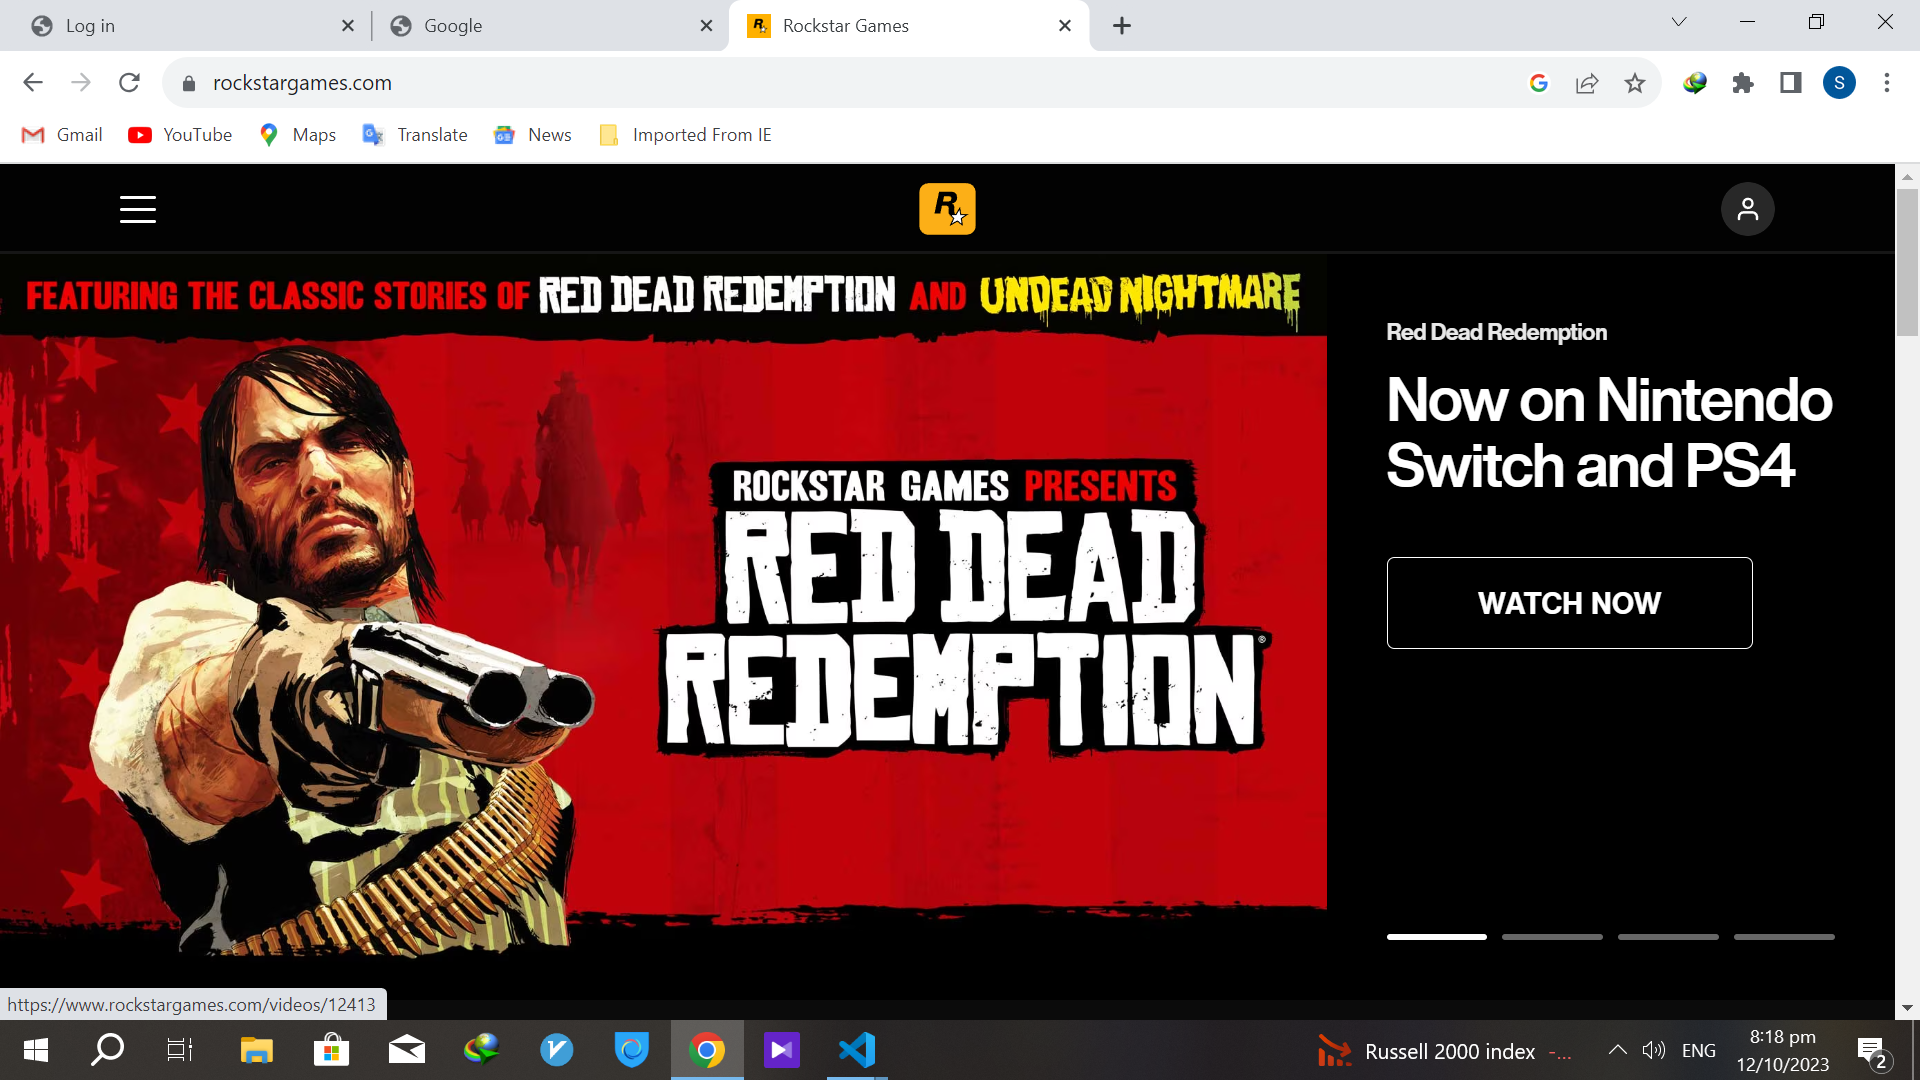 Log in
Google
Rockstar Games
rockstargames.com
S
Gmail
YouTube
Maps
Translate
News
Imported From IE
R
FEATURING THE CLASSIC STORIES OF RED DEAD REDEMPTION AND UNDEAD NIGHTMARE
ROCKSTAR GAMES PRESENTS
RED DEAD
REDEMPTION®
Red Dead Redemption
Now on Nintendo
Switch and PS4
WATCH NOW
https://www.rockstargames.com/videos/12413
Russell 2000 index -...
ENG
8:18 pm
12/10/2023
2